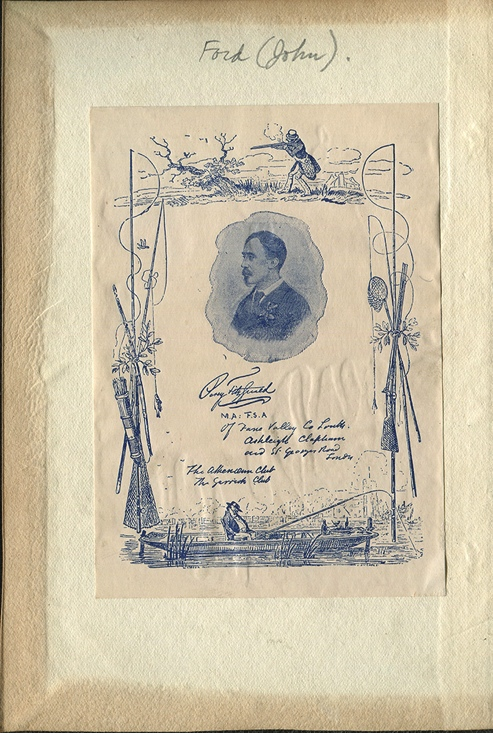 Ford (John).
Percy FitzGerald
M.A: F.S.A
Of Fane Valley Co Louth.
Ashleigh Clapham
and St Georges Road
London
The Athenaeum Club
The Garrick Club